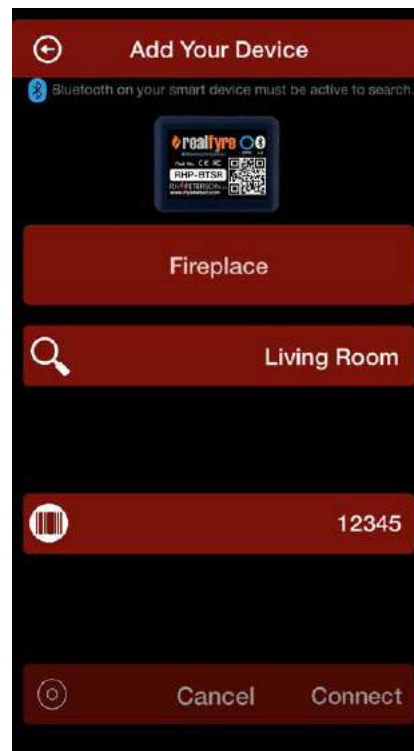 Add Your Device
Bluetooth on your smart device must be active to search.
realfyre
RHP-BTSR
Fireplace
Living Room
12345
Cancel Connect